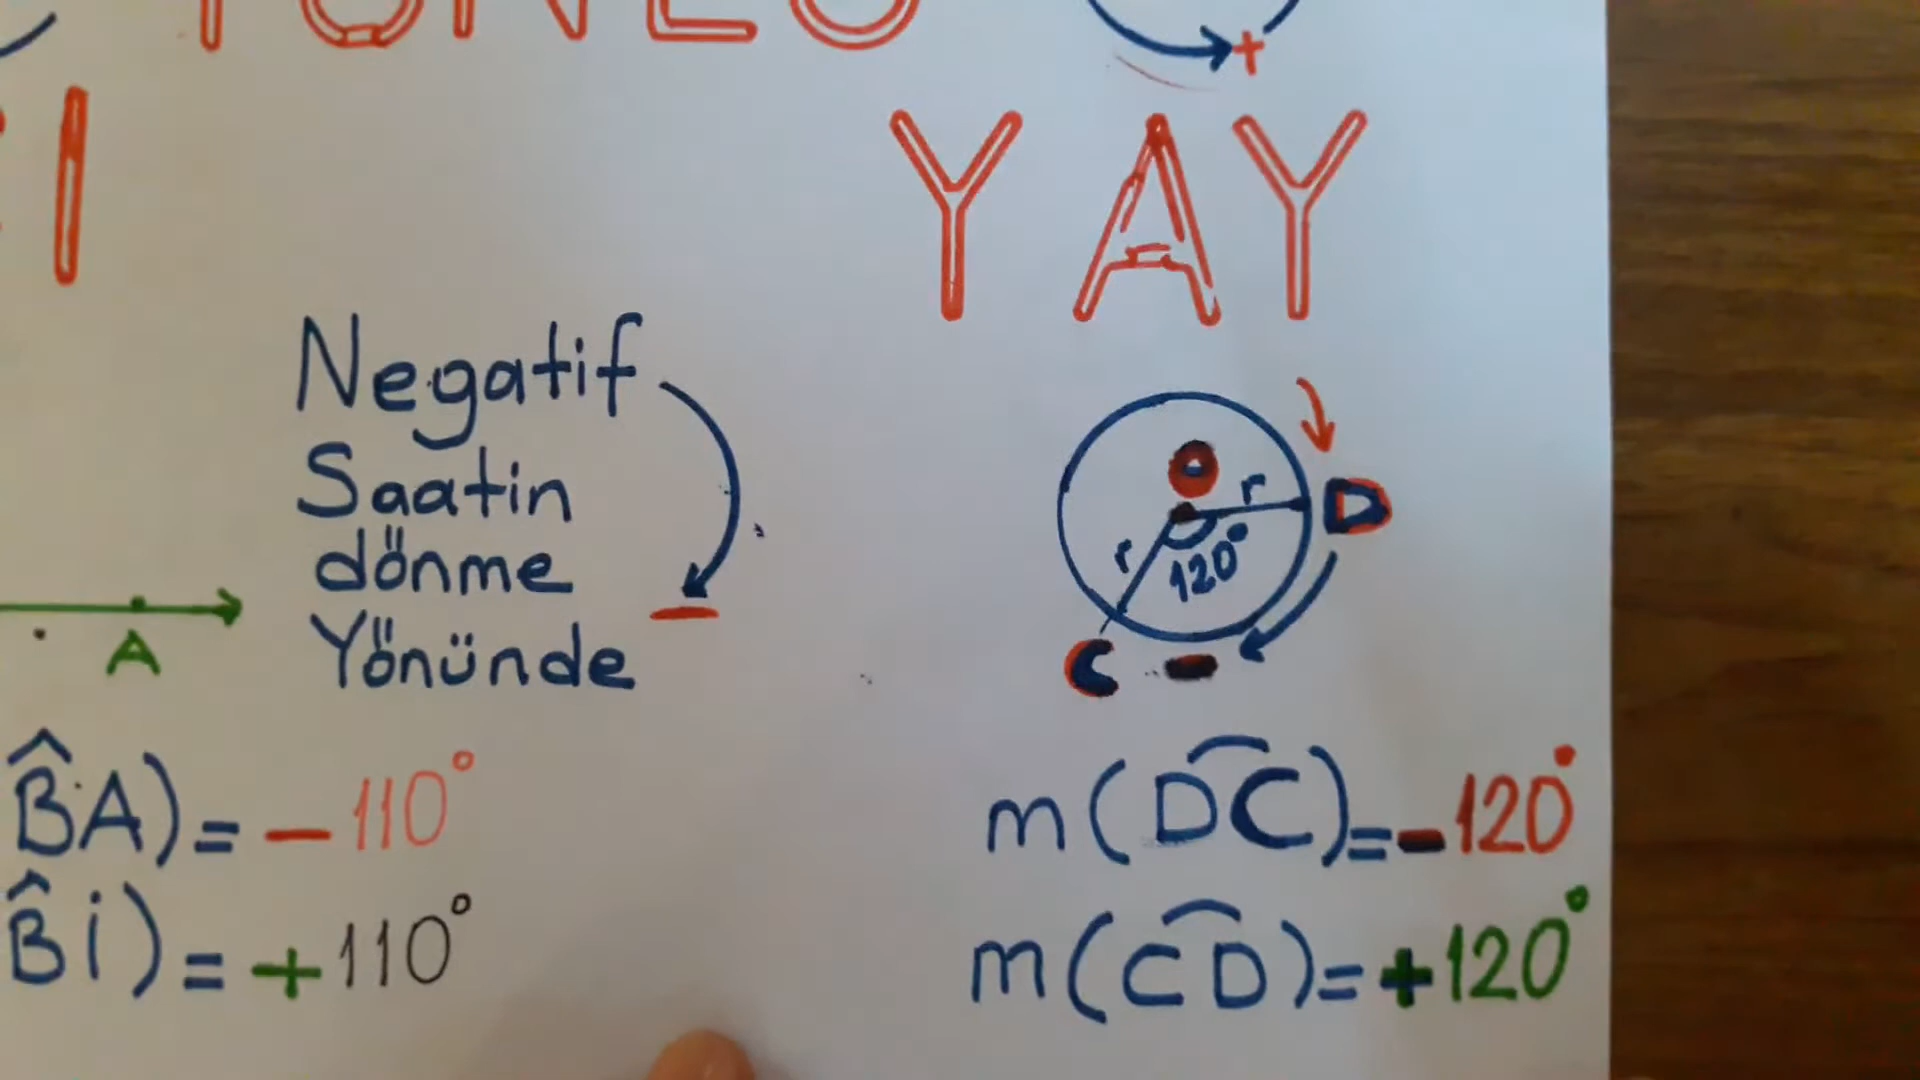 +
YAY
Negatif
Saatin
dönme
Yönünde
−
A
O
r
D
r
120°
C
−
BA) = − 110°
Bİ) = + 110°
m(DC) = −120°
m(CD) = +120°